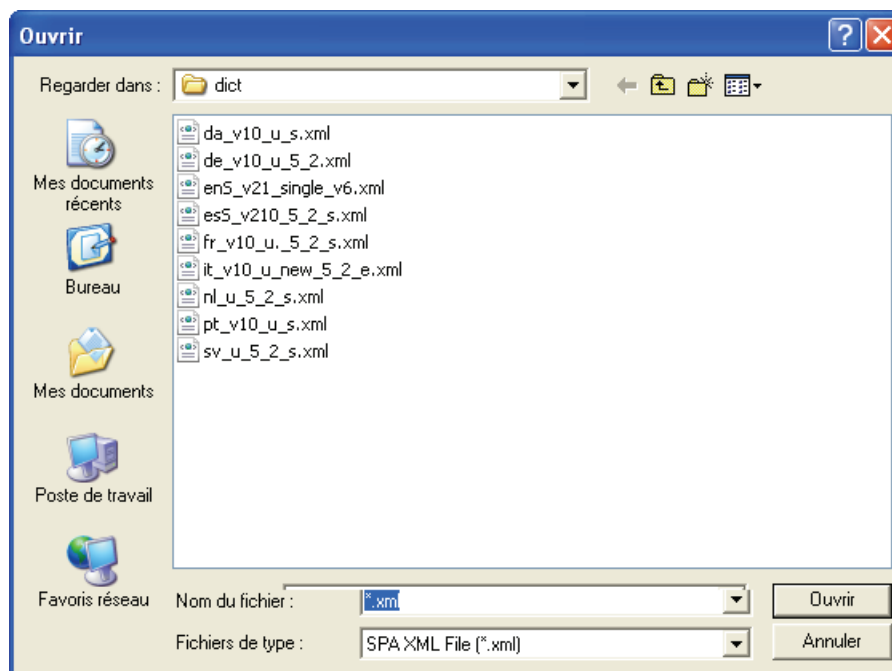 Ouvrir
Regarder dans :
dict
da_v10_u_s.xml
de_v10_u_5_2.xml
en5_v21_single_v6.xml
es5_v210_5_2_s.xml
fr_v10_u._5_2_s.xml
it_v10_u_new_5_2_e.xml
nl_u_5_2_s.xml
pt_v10_u_s.xml
sv_u_5_2_s.xml
Mes documents
récents
Bureau
Mes documents
Poste de travail
Favoris réseau
Nom du fichier :
*.xml
Ouvrir
Fichiers de type :
SPA XML File (*.xml)
Annuler